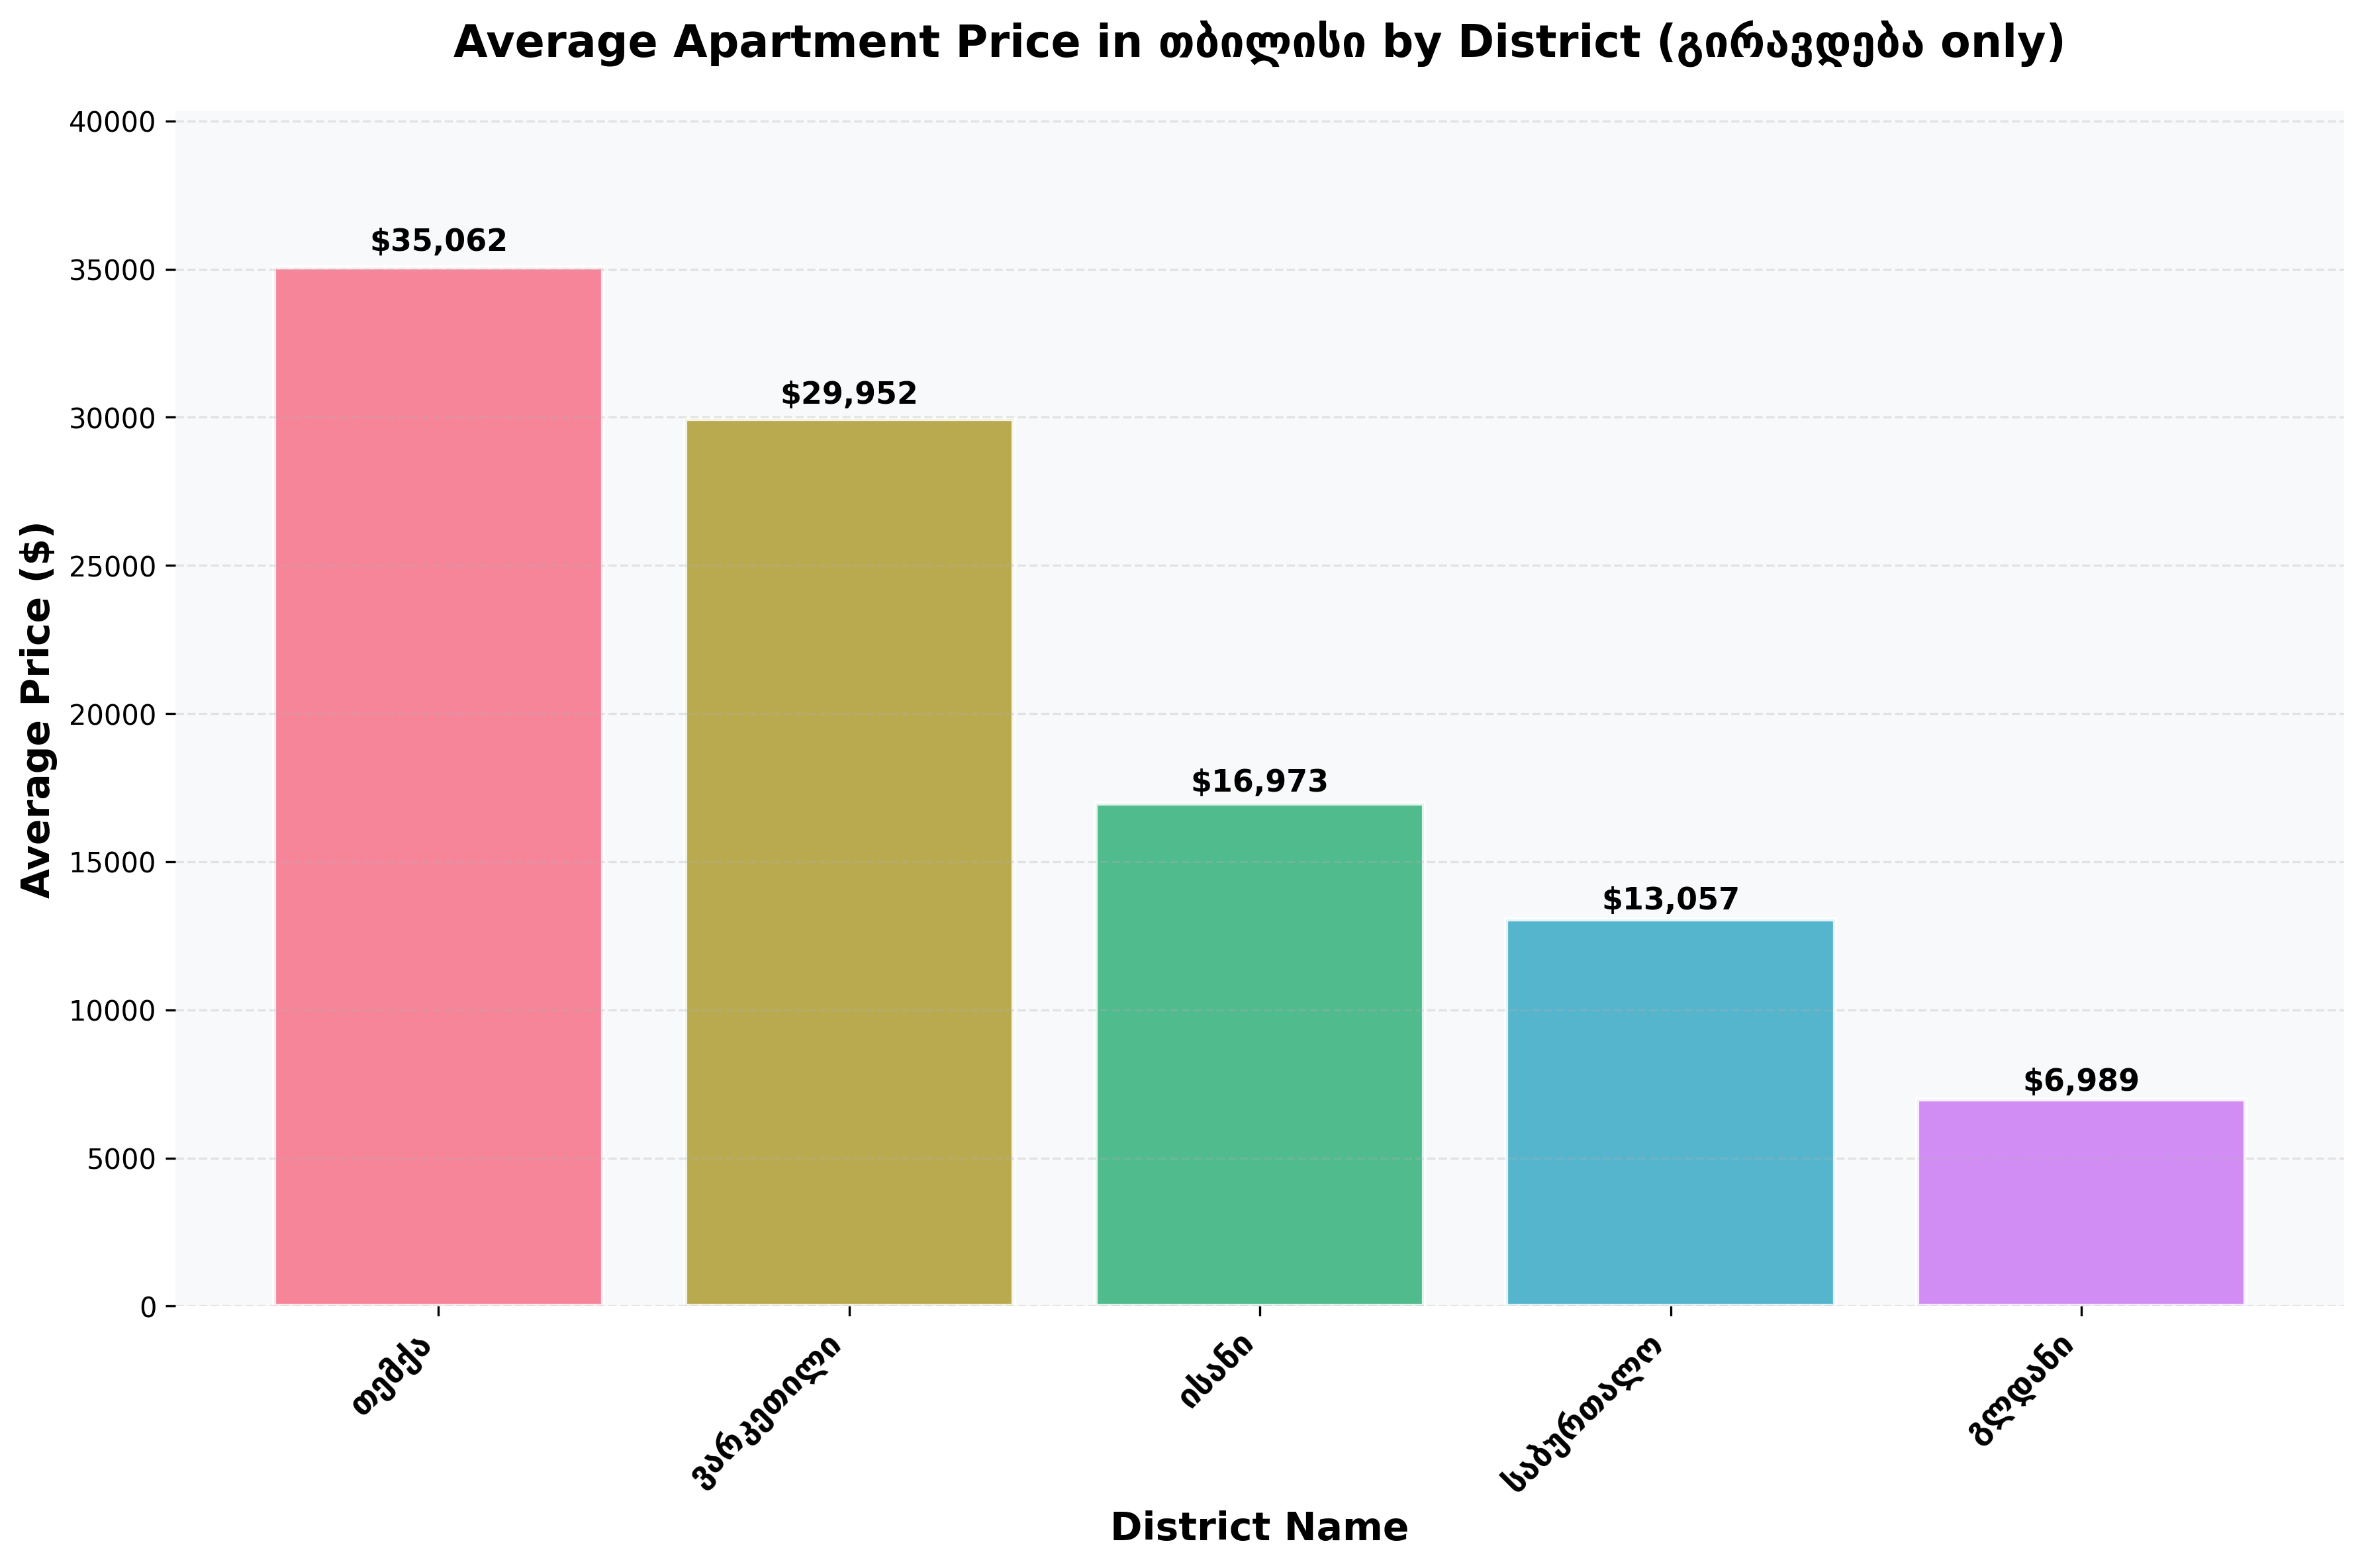 Average Apartment Price in თბილისი by District (გირავდება only)
Average Price ($)
40000
35000
30000
25000
20000
15000
10000
5000
0
$35,062
$29,952
$16,973
$13,057
$6,989
თემქა
ვარკეთილი
ისანი
საბურთალო
გლდანი
District Name